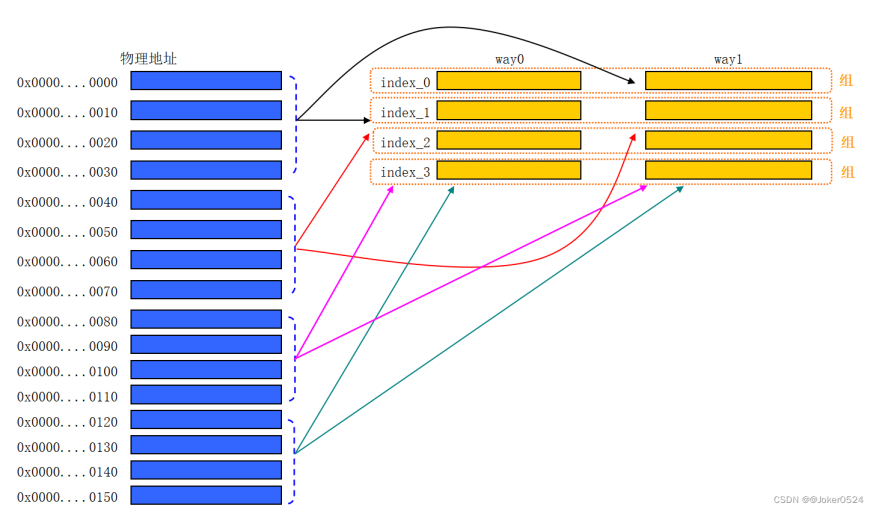 物理地址
way0
way1
0x0000....0000
index_0
组
0x0000....0010
index_1
组
0x0000....0020
index_2
组
0x0000....0030
index_3
组
0x0000....0040
0x0000....0050
0x0000....0060
0x0000....0070
0x0000....0080
0x0000....0090
0x0000....0100
0x0000....0110
0x0000....0120
0x0000....0130
0x0000....0140
0x0000....0150
CSDN @@Joker0524